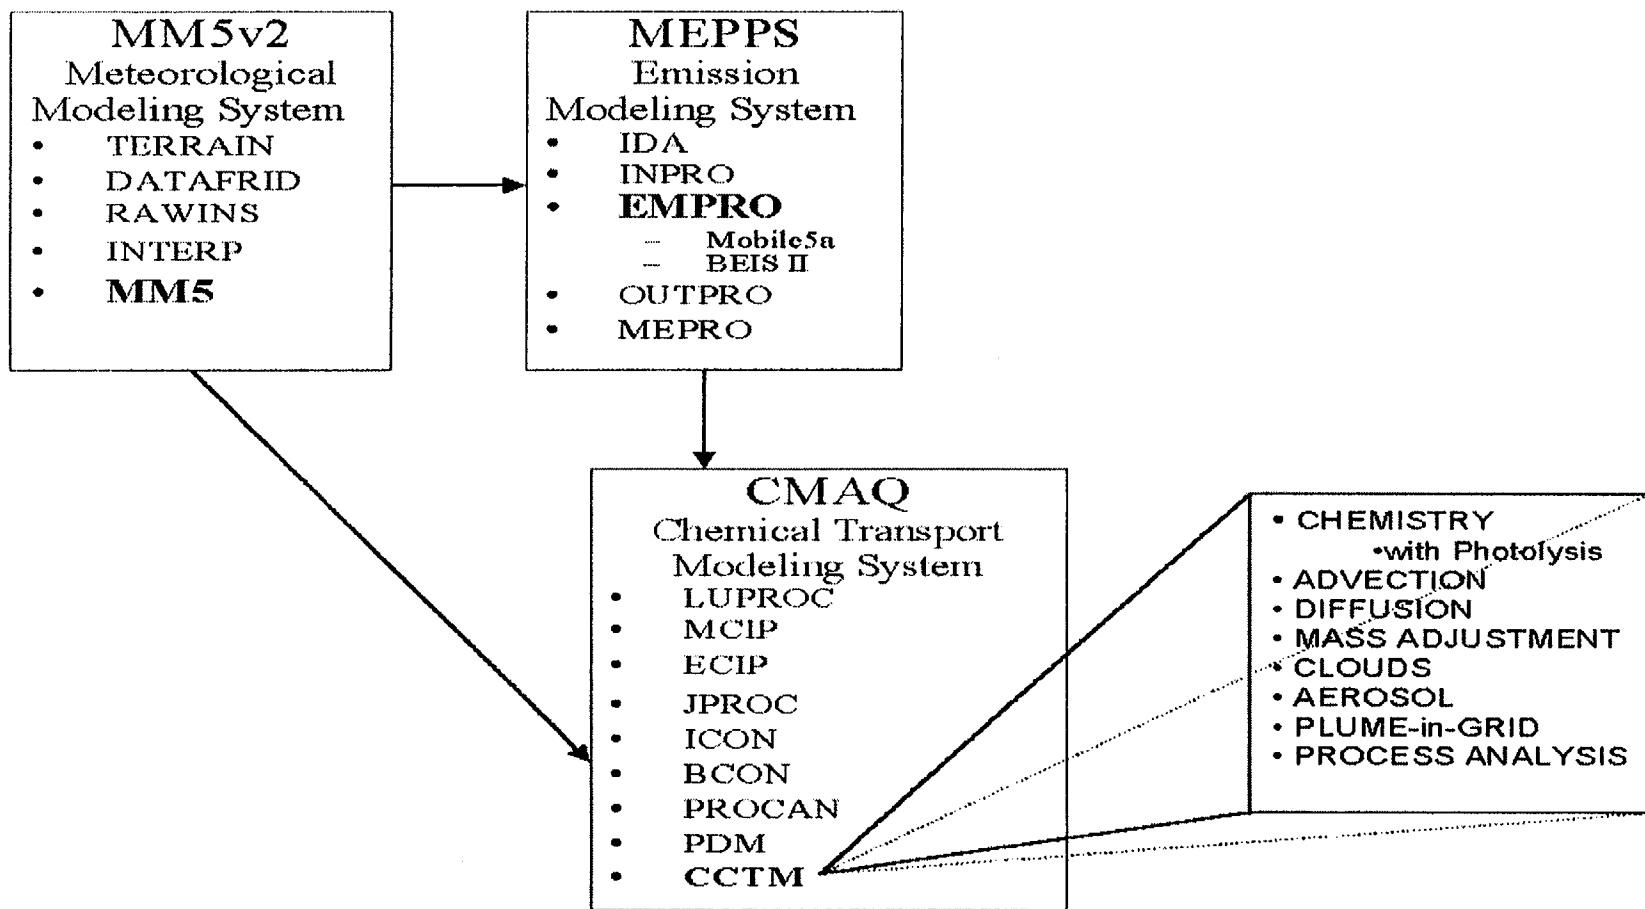 MM5v2
Meteorological
Modeling System
• TERRAIN
• DATAFRID
• RAWINS
• INTERP
• MM5
MEPPS
Emission
Modeling System
• IDA
• INPRO
• EMPRO
– Mobile5a
– BEIS II
• OUTPRO
• MEPRO
CMAQ
Chemical Transport
Modeling System
• LUPROC
• MCIP
• ECIP
• JPROC
• ICON
• BCON
• PROCAN
• PDM
• CCTM
• CHEMISTRY
•with Photolysis
• ADVECTION
• DIFFUSION
• MASS ADJUSTMENT
• CLOUDS
• AEROSOL
• PLUME-in-GRID
• PROCESS ANALYSIS